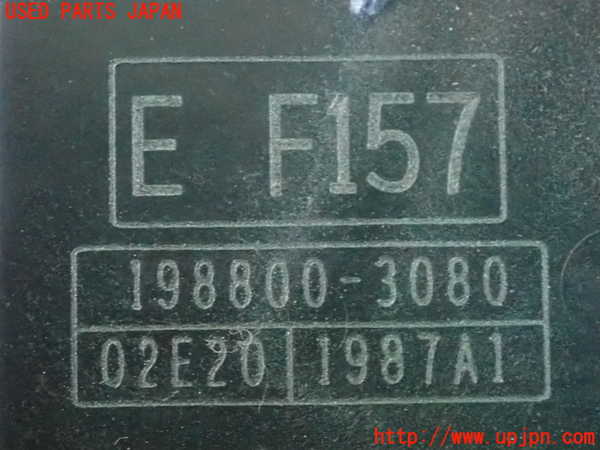 USED PARTS JAPAN
E F157
198800-3080
02E20 1987A1
http://www.upjpn.com